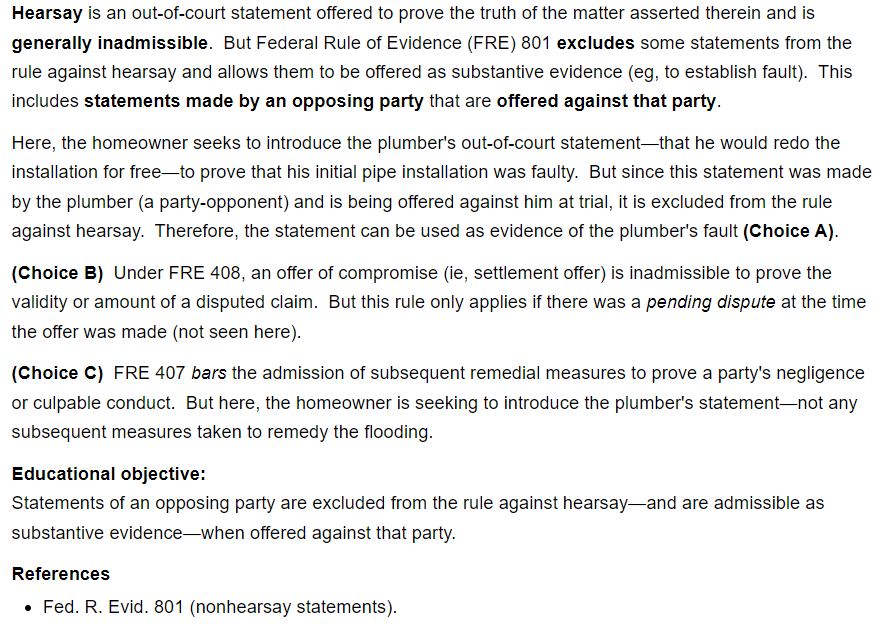 Hearsay is an out-of-court statement offered to prove the truth of the matter asserted therein and is
generally inadmissible.  But Federal Rule of Evidence (FRE) 801 excludes some statements from the
rule against hearsay and allows them to be offered as substantive evidence (eg, to establish fault).  This
includes statements made by an opposing party that are offered against that party.
Here, the homeowner seeks to introduce the plumber's out-of-court statement—that he would redo the
installation for free—to prove that his initial pipe installation was faulty.  But since this statement was made
by the plumber (a party-opponent) and is being offered against him at trial, it is excluded from the rule
against hearsay.  Therefore, the statement can be used as evidence of the plumber's fault (Choice A).
(Choice B)  Under FRE 408, an offer of compromise (ie, settlement offer) is inadmissible to prove the
validity or amount of a disputed claim.  But this rule only applies if there was a pending dispute at the time
the offer was made (not seen here).
(Choice C)  FRE 407 bars the admission of subsequent remedial measures to prove a party's negligence
or culpable conduct.  But here, the homeowner is seeking to introduce the plumber's statement—not any
subsequent measures taken to remedy the flooding.
Educational objective:
Statements of an opposing party are excluded from the rule against hearsay—and are admissible as
substantive evidence—when offered against that party.
References
• Fed. R. Evid. 801 (nonhearsay statements).